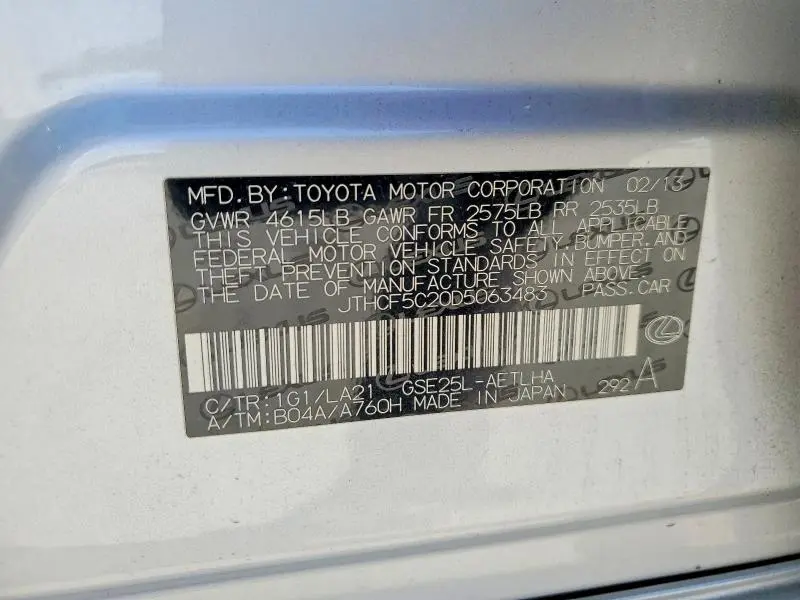 MFD. BY: TOYOTA MOTOR CORPORATION 02/13
GVWR 4615LB GAWR FR 2575LB RR 2535LB
THIS VEHICLE CONFORMS TO ALL APPLICABLE
FEDERAL MOTOR VEHICLE SAFETY, BUMPER, AND
THEFT PREVENTION STANDARDS IN EFFECT ON
THE DATE OF MANUFACTURE SHOWN ABOVE.
JTHCF5C20D5063483 PASS. CAR
C/TR: 1G1/LA21 GSE25L-AETLHA
A/TM: B04A/A760H MADE IN JAPAN 292 A